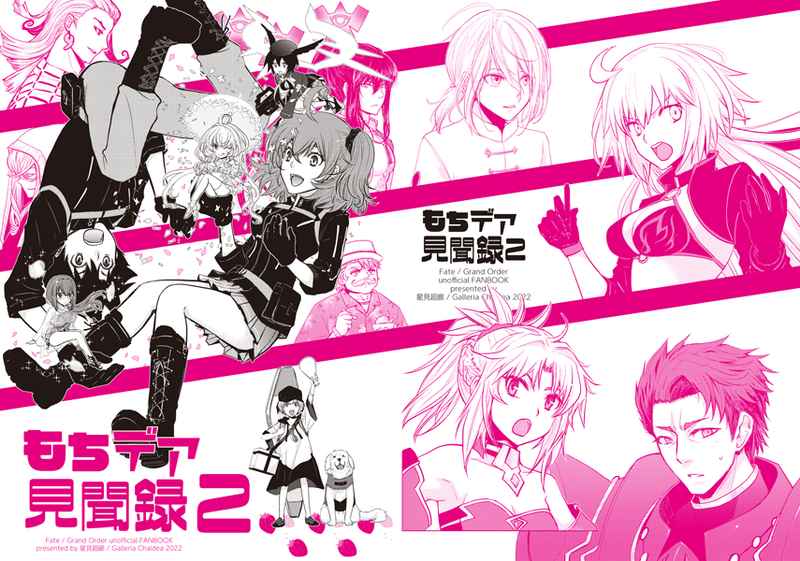 もちデア
見聞録2
Fate / Grand Order
unofficial FANBOOK
presented by
星見回廊 / Galleria Chaldea 2022
もちデア
見聞録2
Fate / Grand Order unofficial FANBOOK
presented by 星見回廊 / Galleria Chaldea 2022